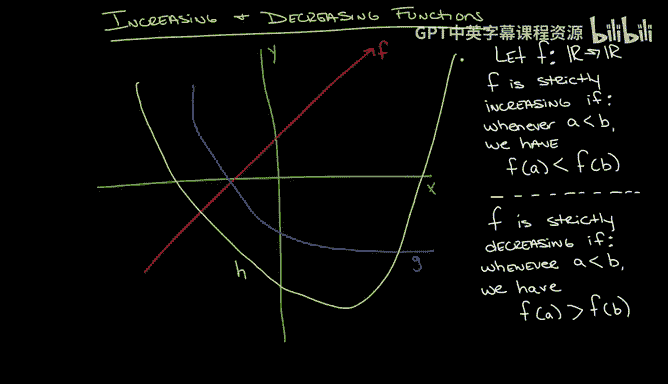 INCREASING & DECREASING FUNCTIONS
GPT中英字幕课程资源 bilibili
y
f
x
h
g
LET f: ℝ→ℝ
f is strictly
INCREASING if:
whenever a<b,
we HAVE
f(a) < f(b)
f is strictly
DECREASING if:
whenever a<b,
we have
f(a) > f(b)